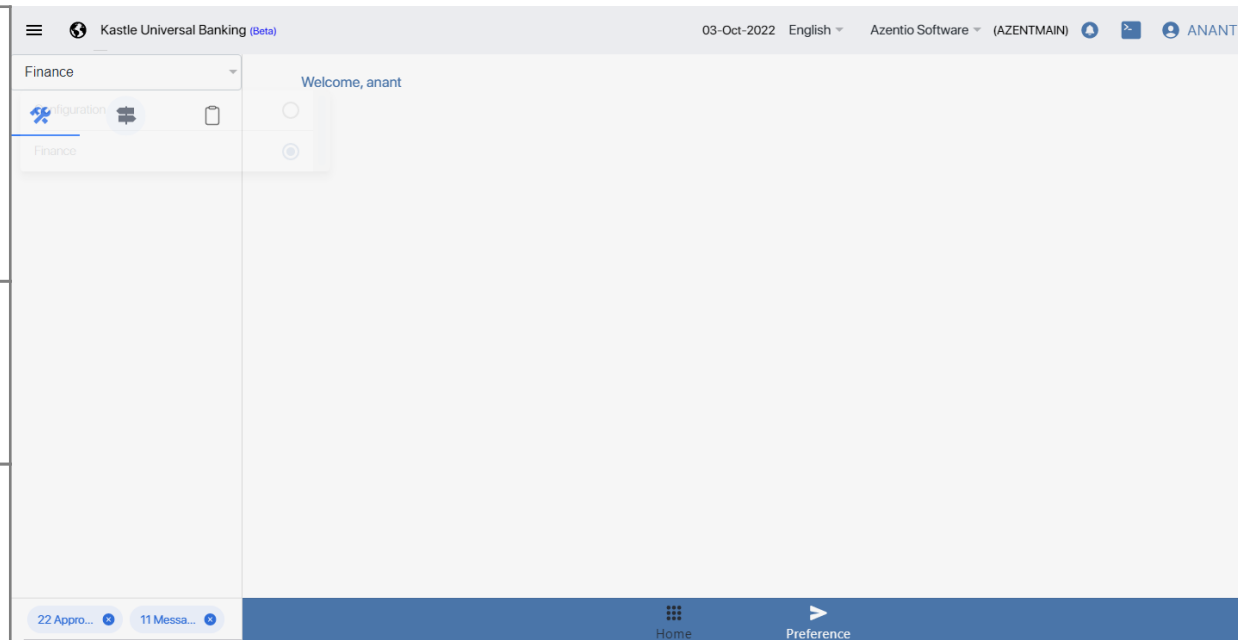 Kastle Universal Banking (Beta) 03-Oct-2022 English Azentio Software (AZENTMAIN) ANANT
Finance
Welcome, anant
Configuration
Finance
22 Appro... 11 Messa...
Home Preference